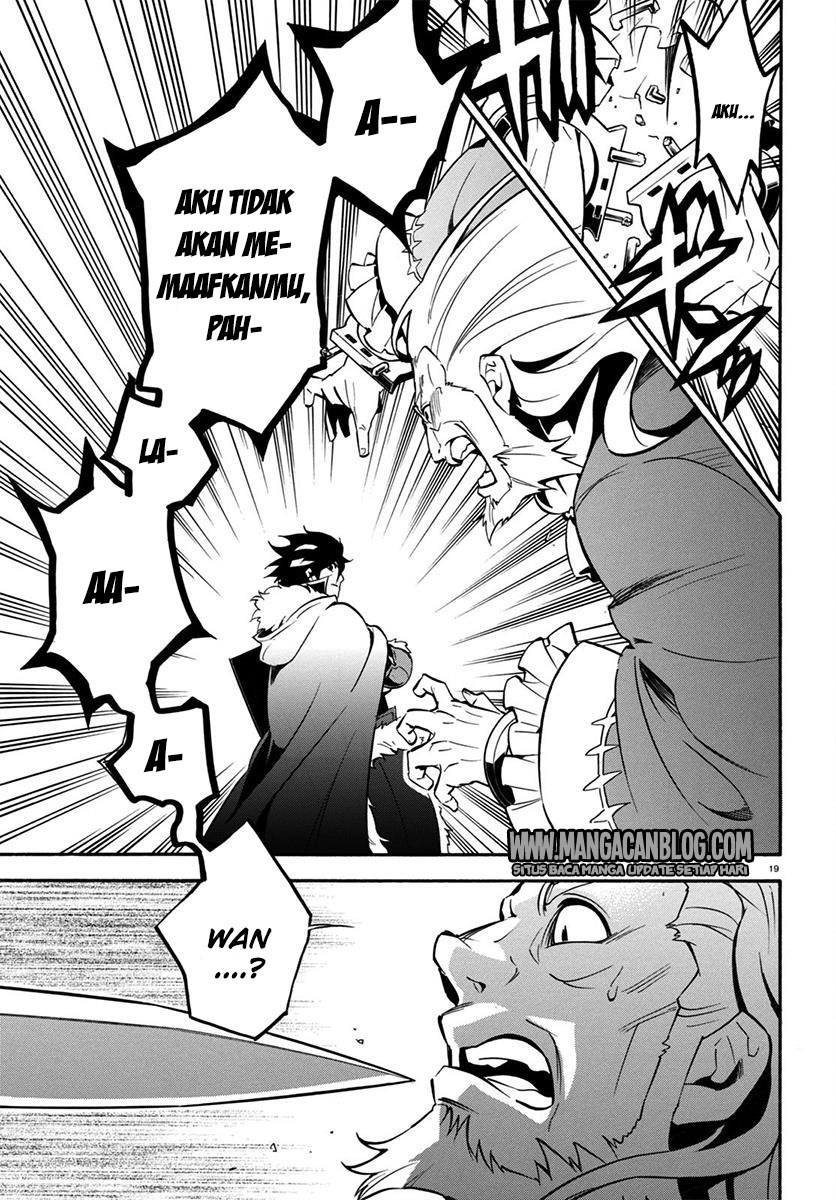 AKU...
A--
AKU TIDAK
AKAN ME-
MAAFKANMU,
PAH-
LA-
AA-
A-
WWW.MANGACANBLOG.COM
SITUS BACA MANGA UPDATE SETIAP HARI
19
WAN
....?